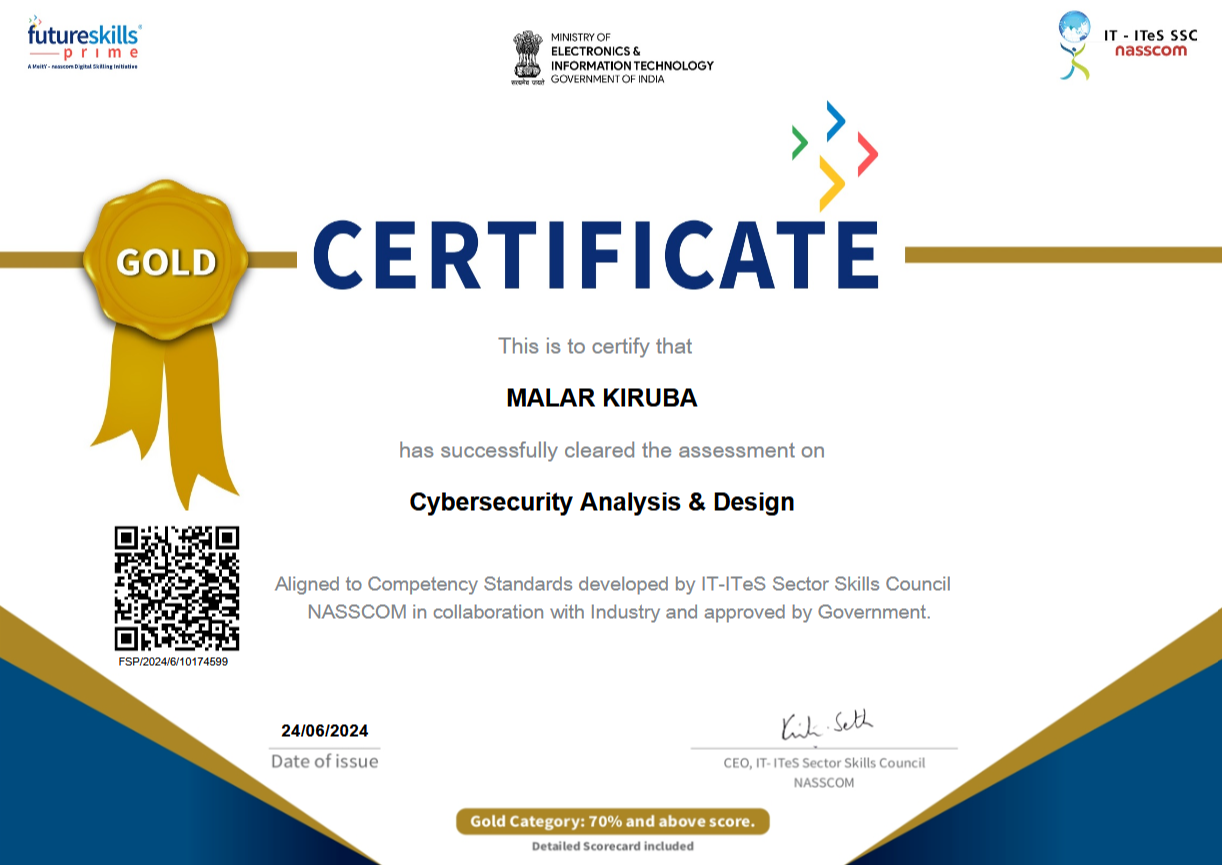 futureskills
prime
A MeitY - nasscom Digital Skilling Initiative
सत्यमेव जयते
MINISTRY OF
ELECTRONICS &
INFORMATION TECHNOLOGY
GOVERNMENT OF INDIA
IT - ITeS SSC
nasscom
GOLD
CERTIFICATE
This is to certify that
MALAR KIRUBA
has successfully cleared the assessment on
Cybersecurity Analysis & Design
Aligned to Competency Standards developed by IT-ITeS Sector Skills Council
NASSCOM in collaboration with Industry and approved by Government.
FSP/2024/6/10174599
24/06/2024
Date of issue
CEO, IT- ITeS Sector Skills Council
NASSCOM
Gold Category: 70% and above score.
Detailed Scorecard included